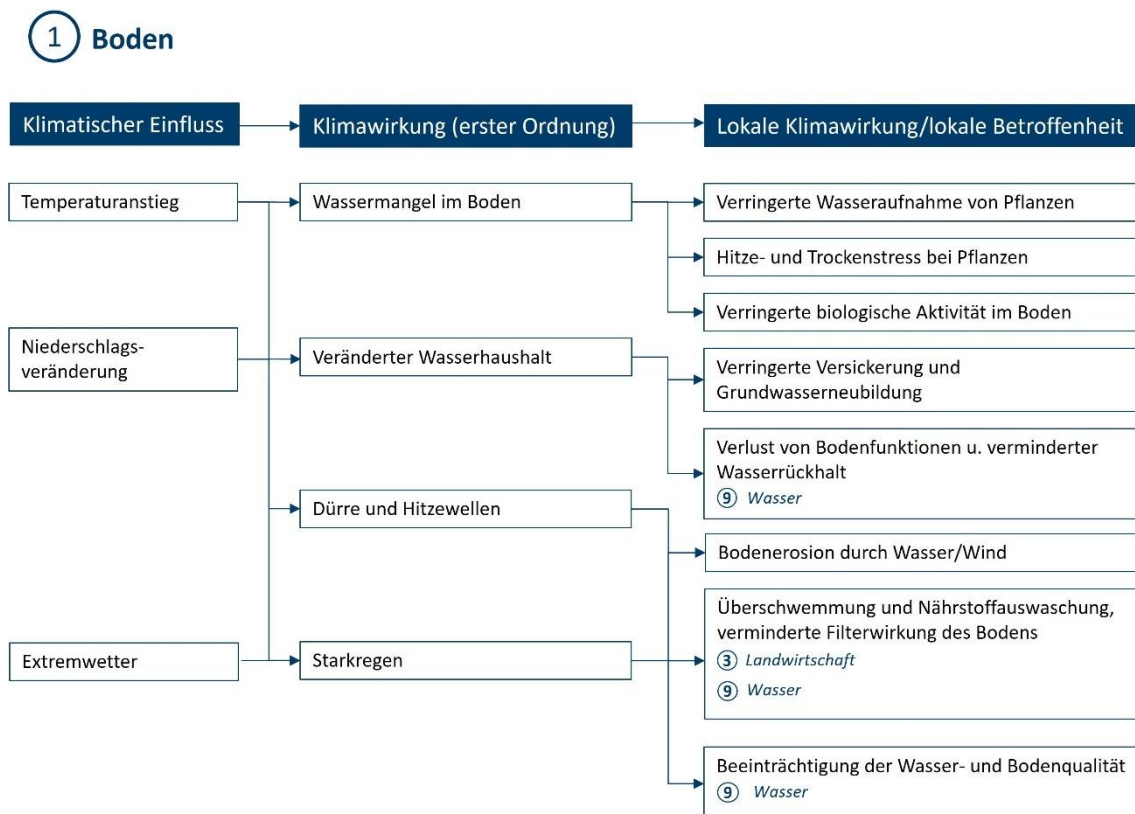 1 Boden
Klimatischer Einfluss
Klimawirkung (erster Ordnung)
Lokale Klimawirkung/lokale Betroffenheit
Temperaturanstieg
Wassermangel im Boden
Verringerte Wasseraufnahme von Pflanzen
Hitze- und Trockenstress bei Pflanzen
Verringerte biologische Aktivität im Boden
Niederschlags-
veränderung
Veränderter Wasserhaushalt
Verringerte Versickerung und
Grundwasserneubildung
Verlust von Bodenfunktionen u. verminderter
Wasserrückhalt
9 Wasser
Dürre und Hitzewellen
Bodenerosion durch Wasser/Wind
Extremwetter
Starkregen
Überschwemmung und Nährstoffauswaschung,
verminderte Filterwirkung des Bodens
3 Landwirtschaft
9 Wasser
Beeinträchtigung der Wasser- und Bodenqualität
9 Wasser